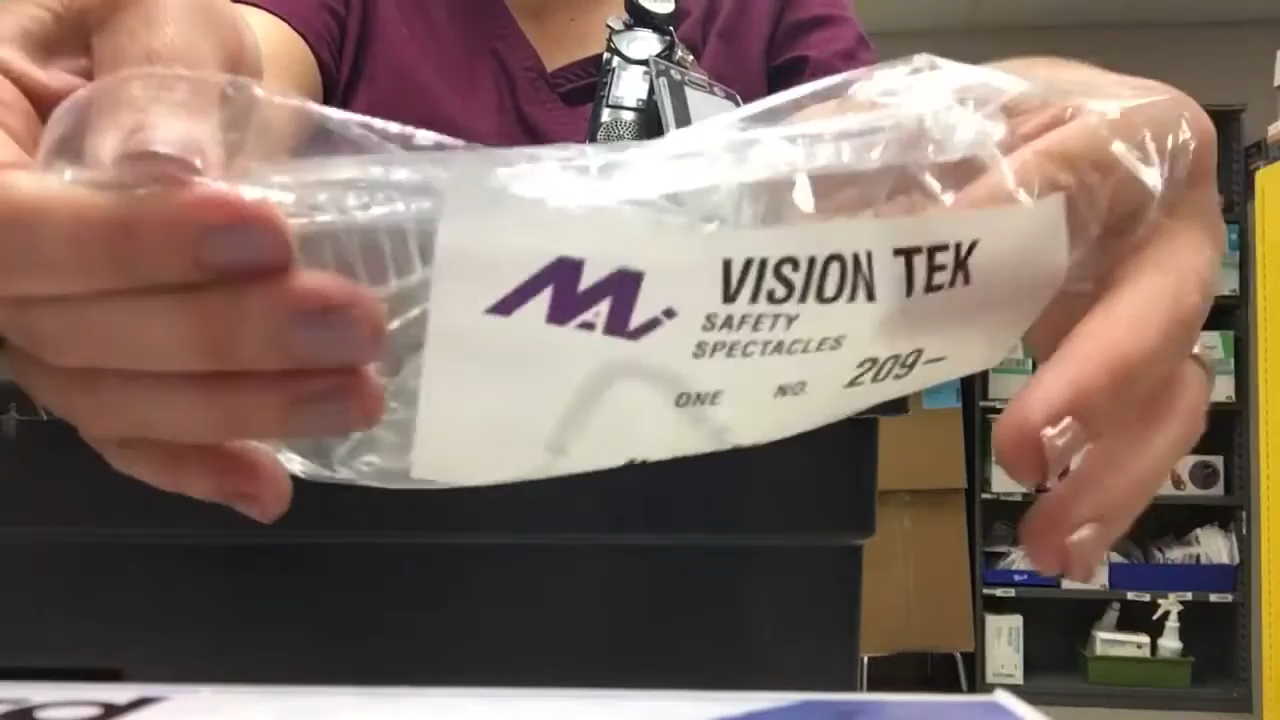 VISION TEK
SAFETY
SPECTACLES
ONE NO. 209-